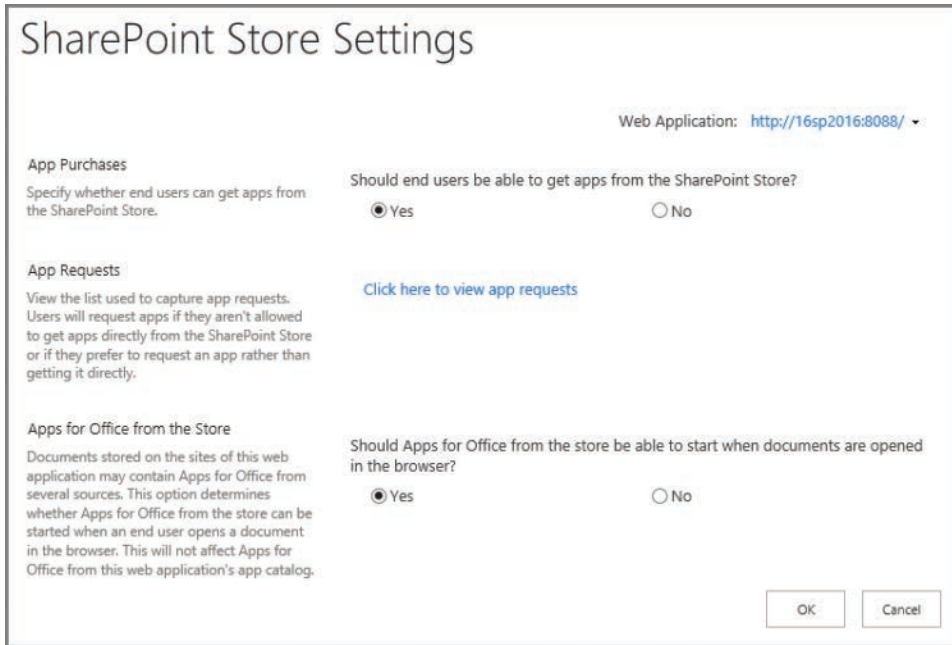 SharePoint Store Settings
Web Application: http://16sp2016:8088/
App Purchases
Specify whether end users can get apps from
the SharePoint Store.
Should end users be able to get apps from the SharePoint Store?
Yes
No
App Requests
View the list used to capture app requests.
Users will request apps if they aren't allowed
to get apps directly from the SharePoint Store
or if they prefer to request an app rather than
getting it directly.
Click here to view app requests
Apps for Office from the Store
Documents stored on the sites of this web
application may contain Apps for Office from
several sources. This option determines
whether Apps for Office from the store can be
started when an end user opens a document
in the browser. This will not affect Apps for
Office from this web application's app catalog.
Should Apps for Office from the store be able to start when documents are opened
in the browser?
Yes
No
OK
Cancel